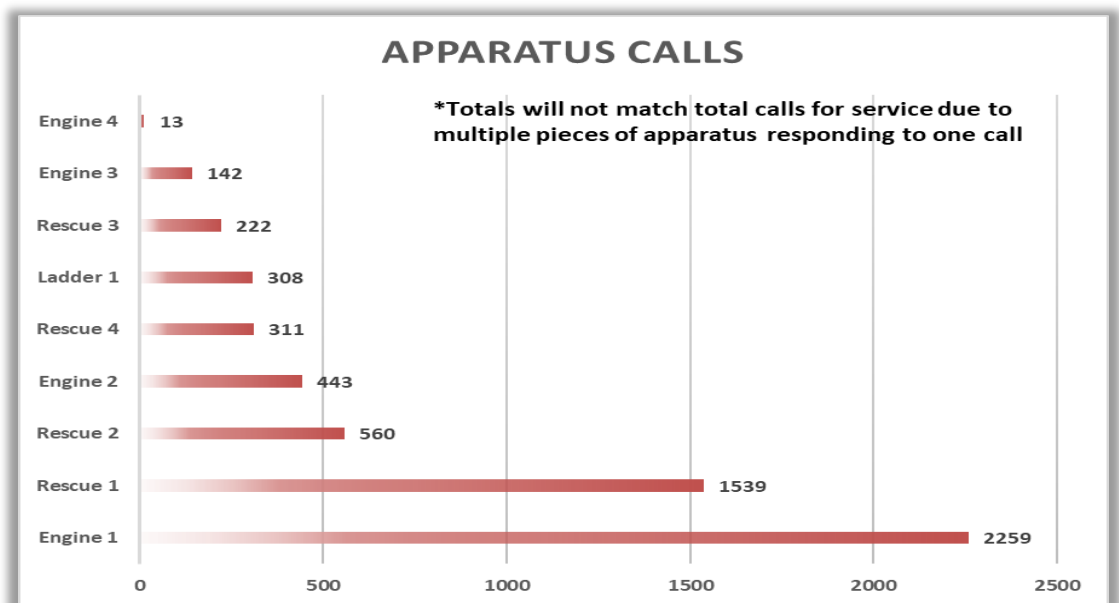 APPARATUS CALLS
*Totals will not match total calls for service due to
multiple pieces of apparatus responding to one call
Engine 4 13
Engine 3 142
Rescue 3 222
Ladder 1 308
Rescue 4 311
Engine 2 443
Rescue 2 560
Rescue 1 1539
Engine 1 2259
0 500 1000 1500 2000 2500